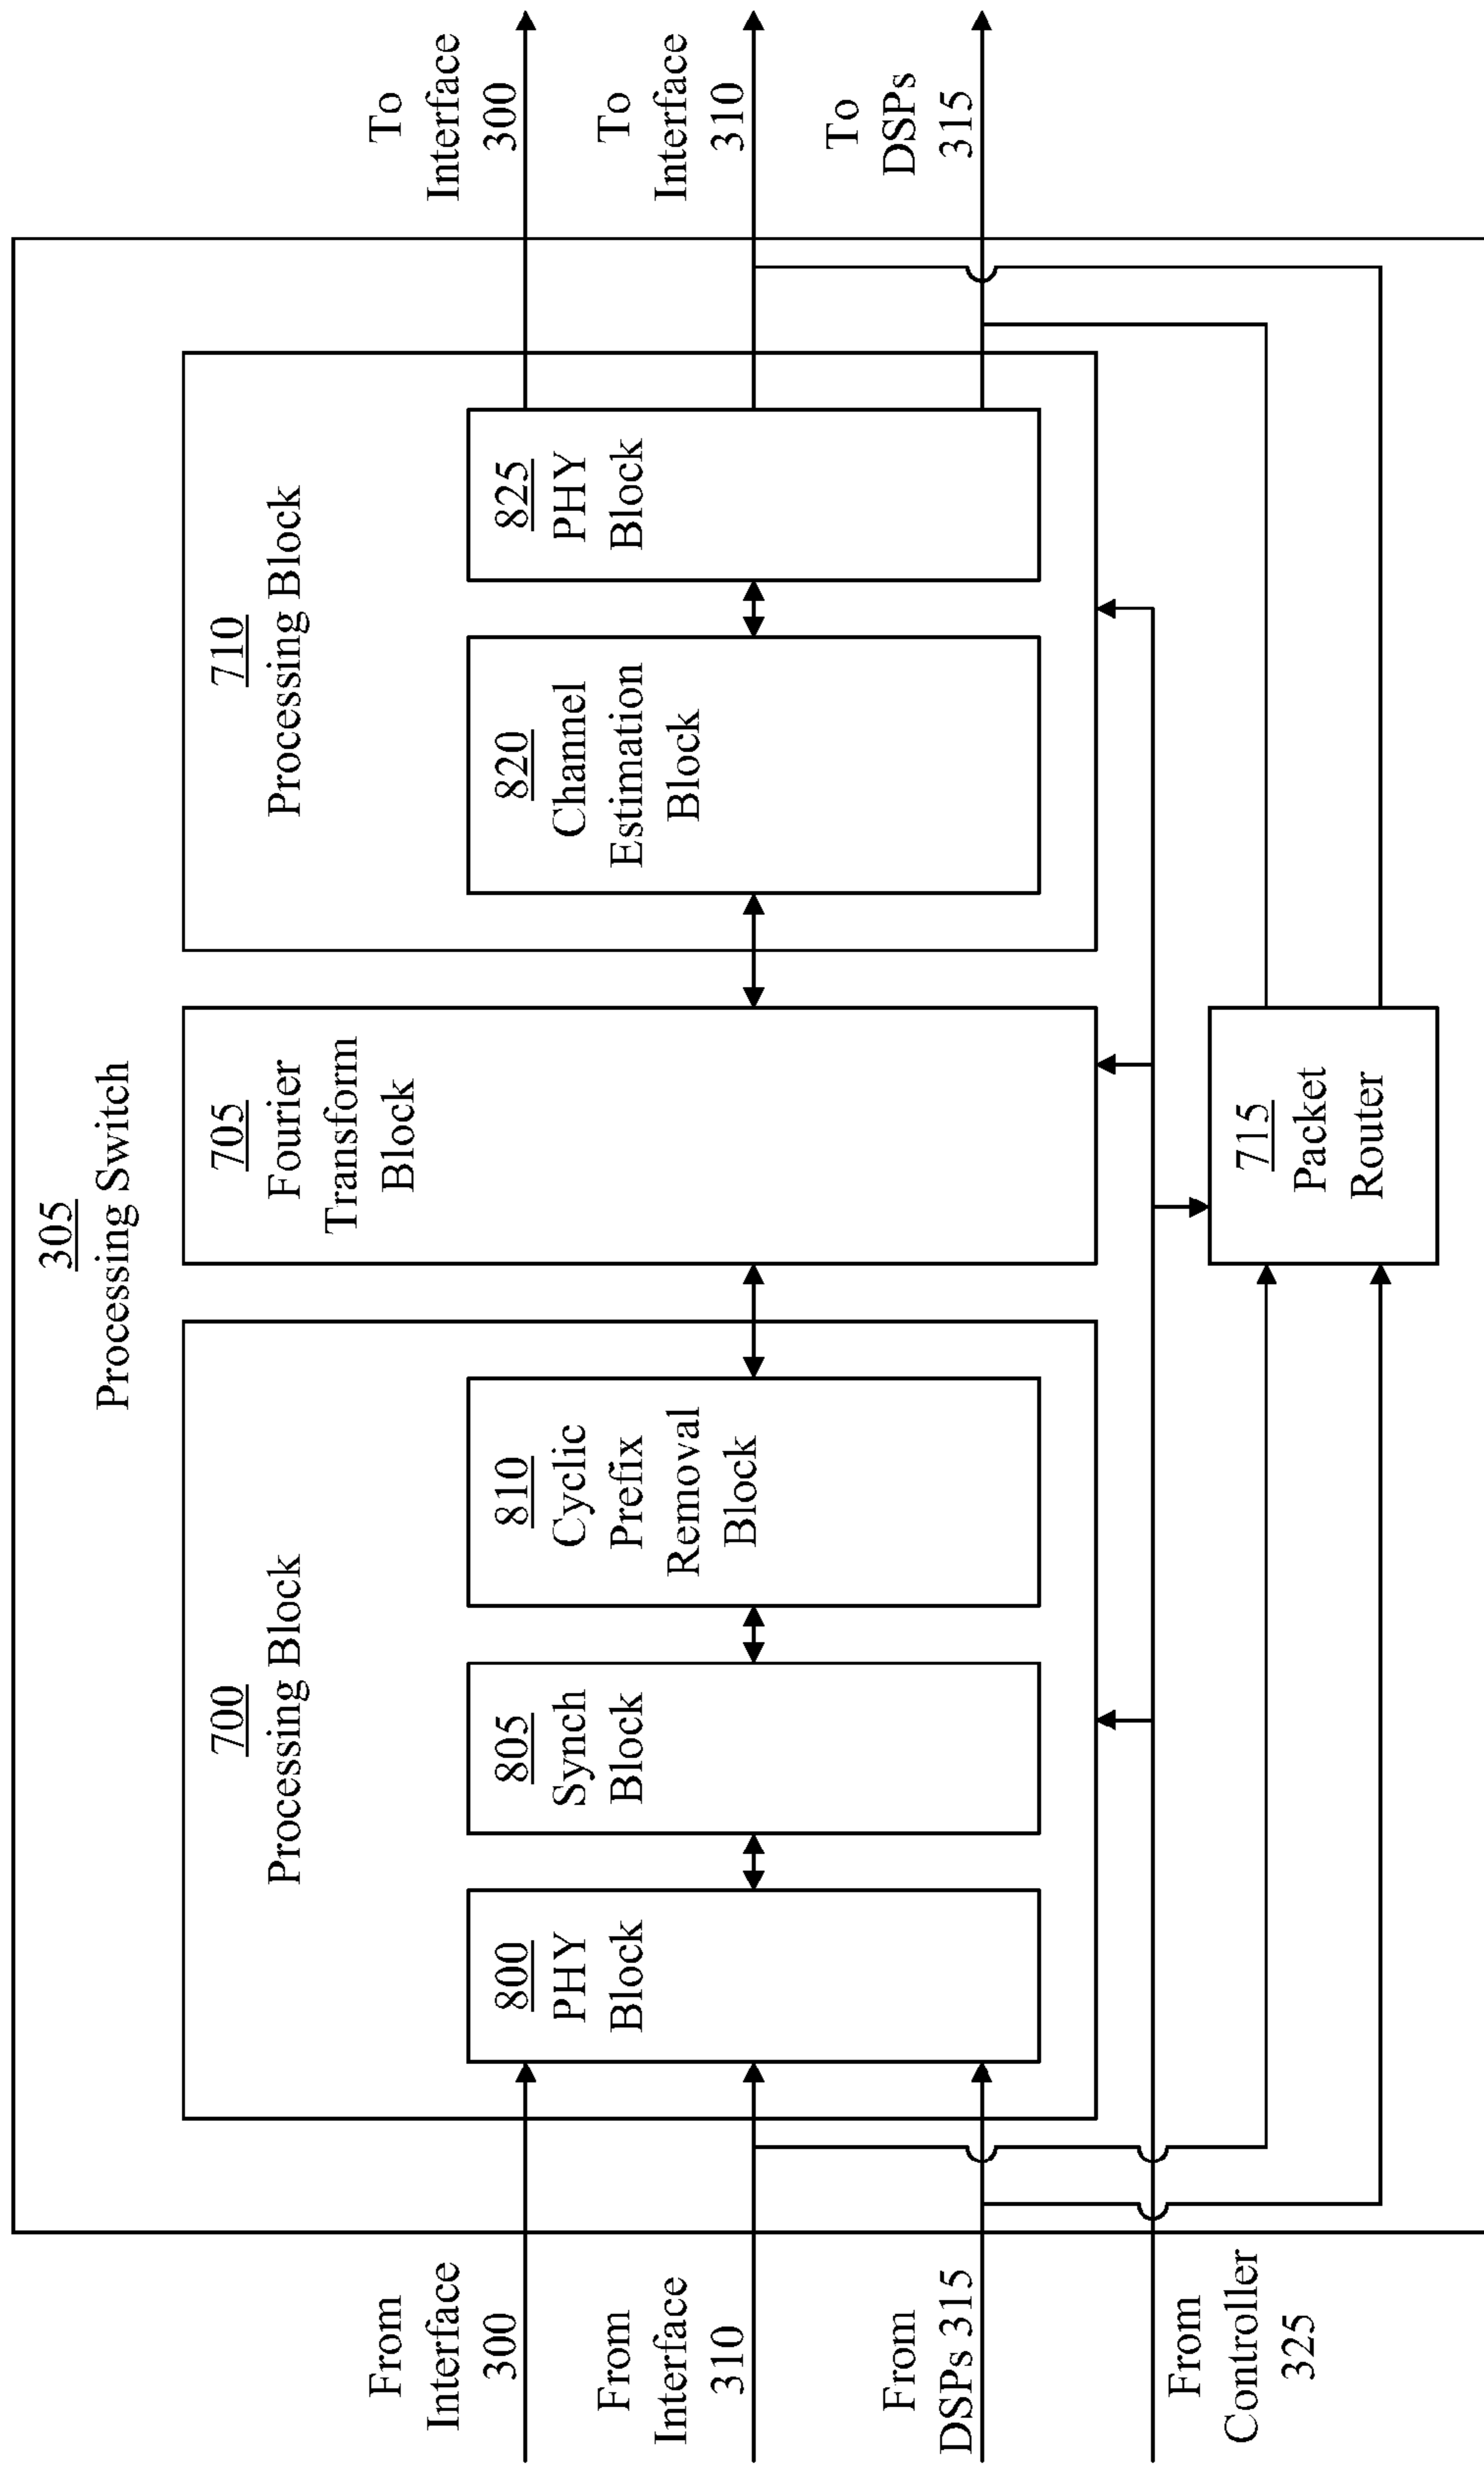 305
Processing Switch
From
Interface
300
From
Interface
310
From
DSPs 315
From
Controller
325
700
Processing Block
800
PHY
Block
805
Synch
Block
810
Cyclic
Prefix
Removal
Block
705
Fourier
Transform
Block
710
Processing Block
820
Channel
Estimation
Block
825
PHY
Block
715
Packet
Router
To
Interface
300
To
Interface
310
To
DSPs
315